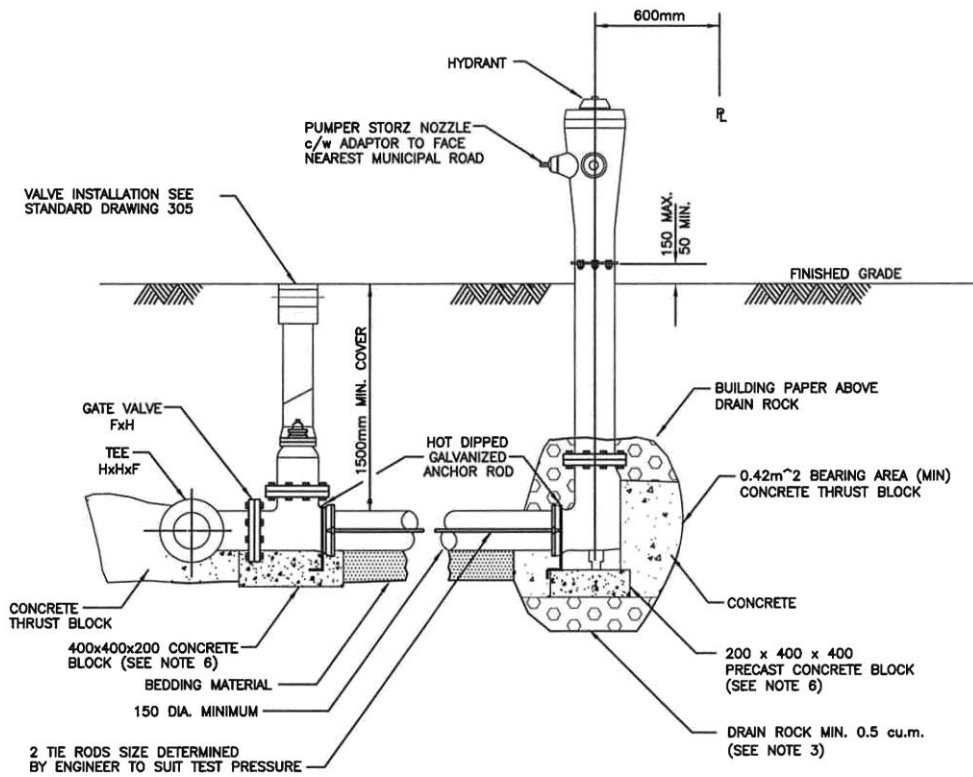 600mm
HYDRANT
PUMPER STORZ NOZZLE
c/w ADAPTOR TO FACE
NEAREST MUNICIPAL ROAD
PL
VALVE INSTALLATION SEE
STANDARD DRAWING 305
150 MAX.
50 MIN.
FINISHED GRADE
1500mm MIN. COVER
BUILDING PAPER ABOVE
DRAIN ROCK
GATE VALVE
FxH
HOT DIPPED
GALVANIZED
ANCHOR ROD
TEE
HxHxF
0.42m^2 BEARING AREA (MIN)
CONCRETE THRUST BLOCK
CONCRETE
THRUST BLOCK
CONCRETE
400x400x200 CONCRETE
BLOCK (SEE NOTE 6)
200 x 400 x 400
PRECAST CONCRETE BLOCK
(SEE NOTE 6)
BEDDING MATERIAL
150 DIA. MINIMUM
DRAIN ROCK MIN. 0.5 cu.m.
(SEE NOTE 3)
2 TIE RODS SIZE DETERMINED
BY ENGINEER TO SUIT TEST PRESSURE